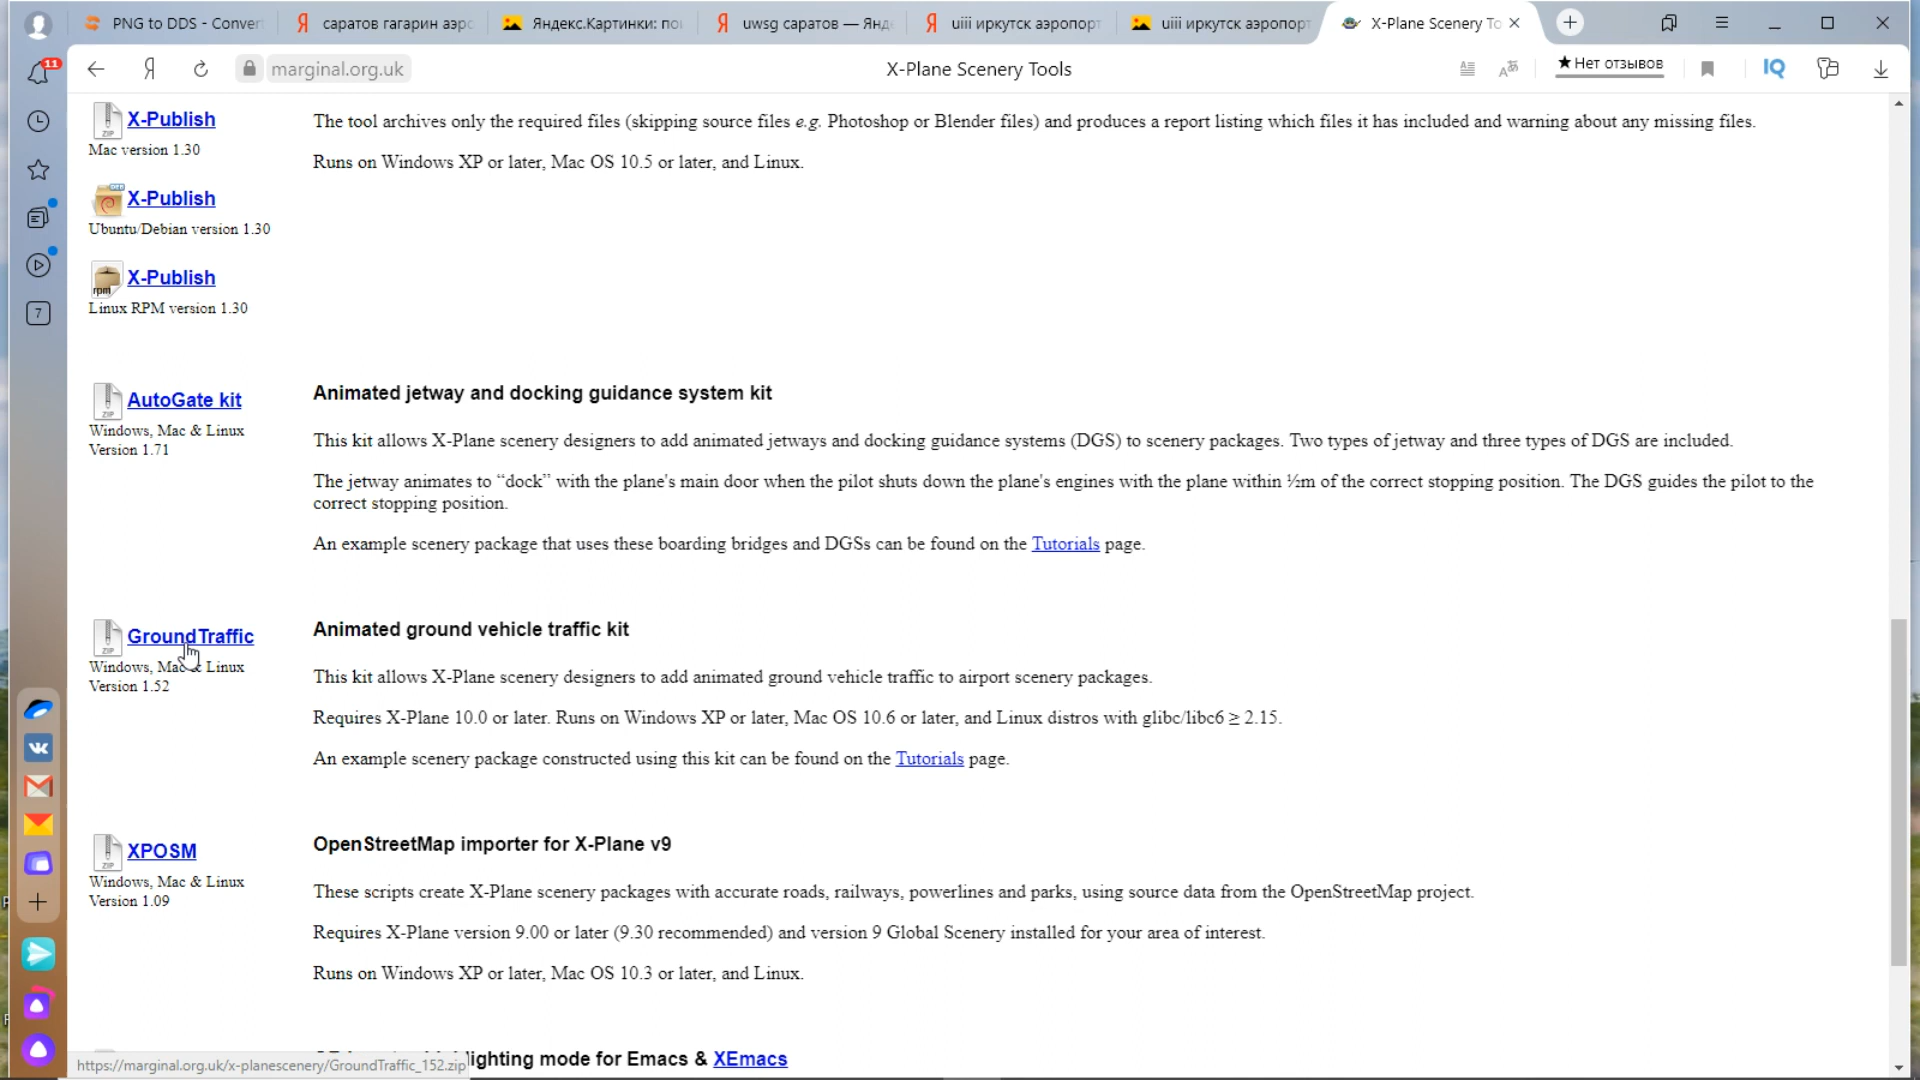 PNG to DDS - Conver
Я саратов гагарин аэрс
Яндекс.Картинки: по
Я uwsg саратов — Янд
Я uiii иркутск аэропорт
uiii иркутск аэропорт
X-Plane Scenery To
11
Я
marginal.org.uk
X-Plane Scenery Tools
★Нет отзывов
IQ
ZIP X-Publish
Mac version 1.30
The tool archives only the required files (skipping source files e.g. Photoshop or Blender files) and produces a report listing which files it has included and warning about any missing files.
Runs on Windows XP or later, Mac OS 10.5 or later, and Linux.
X-Publish
Ubuntu/Debian version 1.30
rpm X-Publish
Linux RPM version 1.30
7
ZIP AutoGate kit
Windows, Mac & Linux
Version 1.71
Animated jetway and docking guidance system kit
This kit allows X-Plane scenery designers to add animated jetways and docking guidance systems (DGS) to scenery packages. Two types of jetway and three types of DGS are included.
The jetway animates to “dock” with the plane's main door when the pilot shuts down the plane's engines with the plane within ½m of the correct stopping position. The DGS guides the pilot to the
correct stopping position.
An example scenery package that uses these boarding bridges and DGSs can be found on the Tutorials page.
ZIP GroundTraffic
Windows, Mac & Linux
Version 1.52
Animated ground vehicle traffic kit
This kit allows X-Plane scenery designers to add animated ground vehicle traffic to airport scenery packages.
Requires X-Plane 10.0 or later. Runs on Windows XP or later, Mac OS 10.6 or later, and Linux distros with glibc/libc6 ≥ 2.15.
An example scenery package constructed using this kit can be found on the Tutorials page.
ZIP XPOSM
Windows, Mac & Linux
Version 1.09
OpenStreetMap importer for X-Plane v9
These scripts create X-Plane scenery packages with accurate roads, railways, powerlines and parks, using source data from the OpenStreetMap project.
Requires X-Plane version 9.00 or later (9.30 recommended) and version 9 Global Scenery installed for your area of interest.
Runs on Windows XP or later, Mac OS 10.3 or later, and Linux.
lighting mode for Emacs & XEmacs
https://marginal.org.uk/x-planescenery/GroundTraffic_152.zip